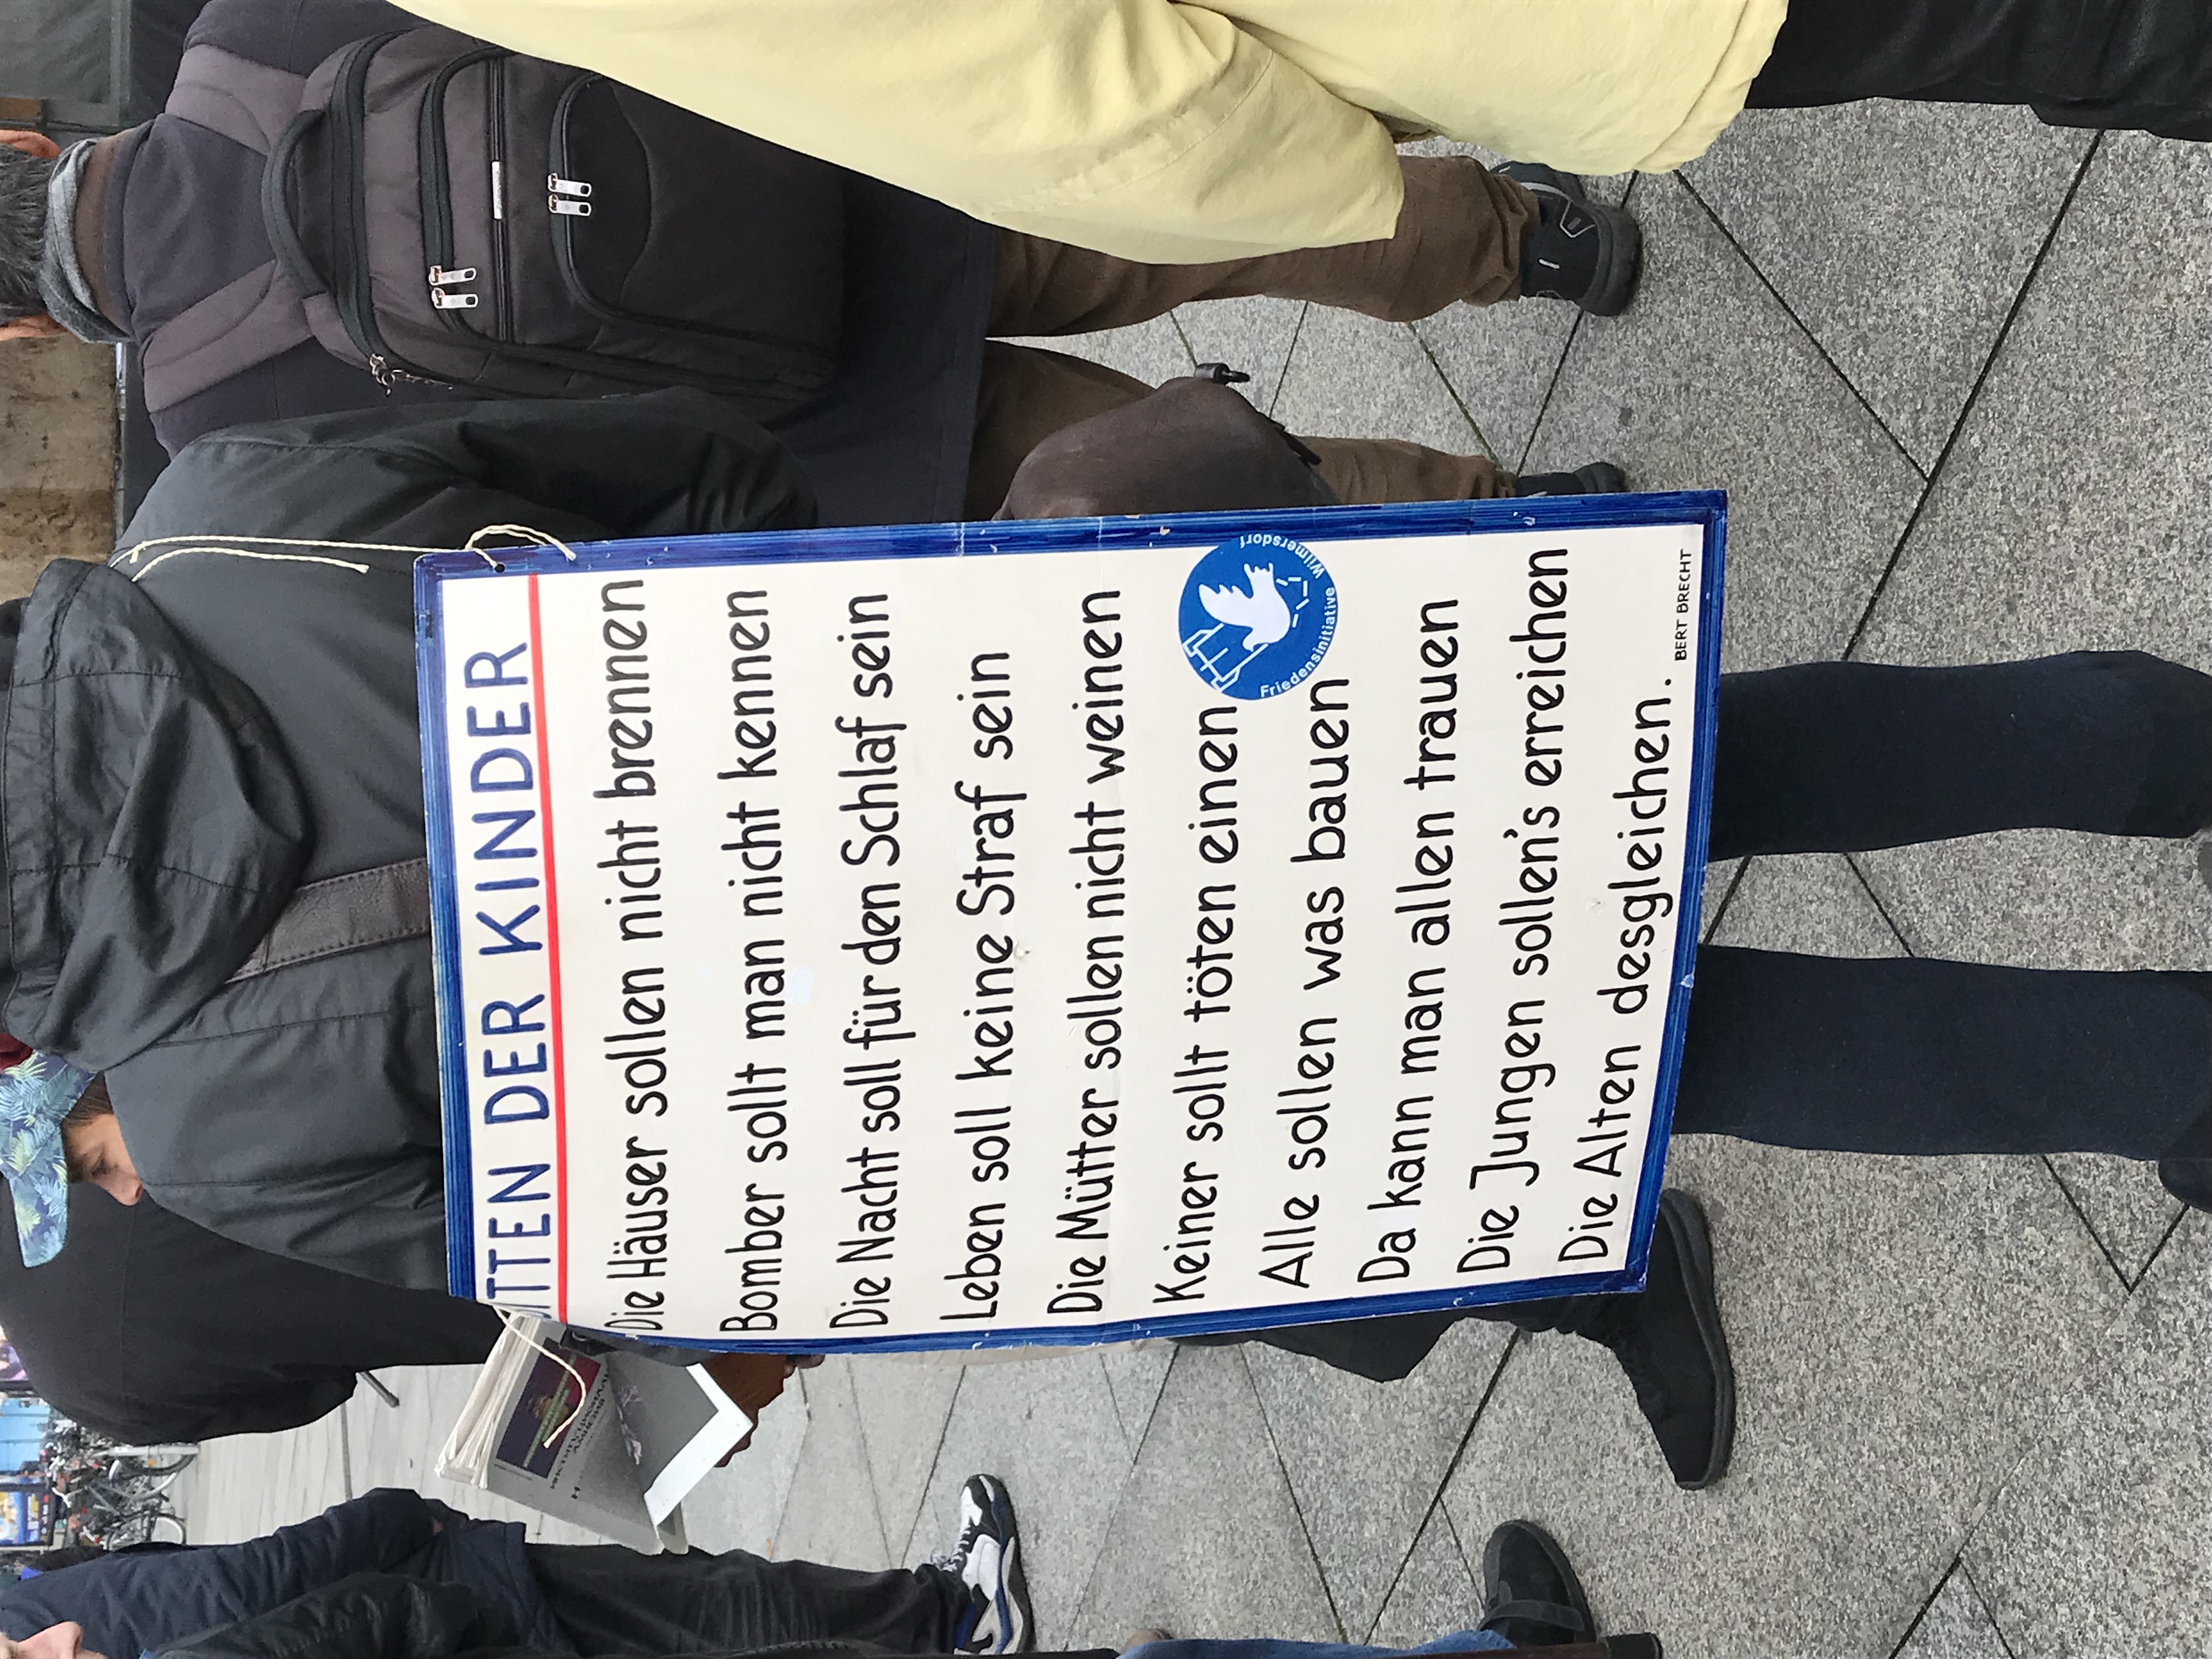 BITTEN DER KINDER
Die Häuser sollen nicht brennen
Bomber sollt man nicht kennen
Die Nacht soll für den Schlaf sein
Leben soll keine Straf sein
Die Mütter sollen nicht weinen
Keiner sollt töten einen
Alle sollen was bauen
Da kann man allen trauen
Die Jungen sollen's erreichen
Die Alten desgleichen.
BERT BRECHT
Friedensinitiative Wilmersdorf